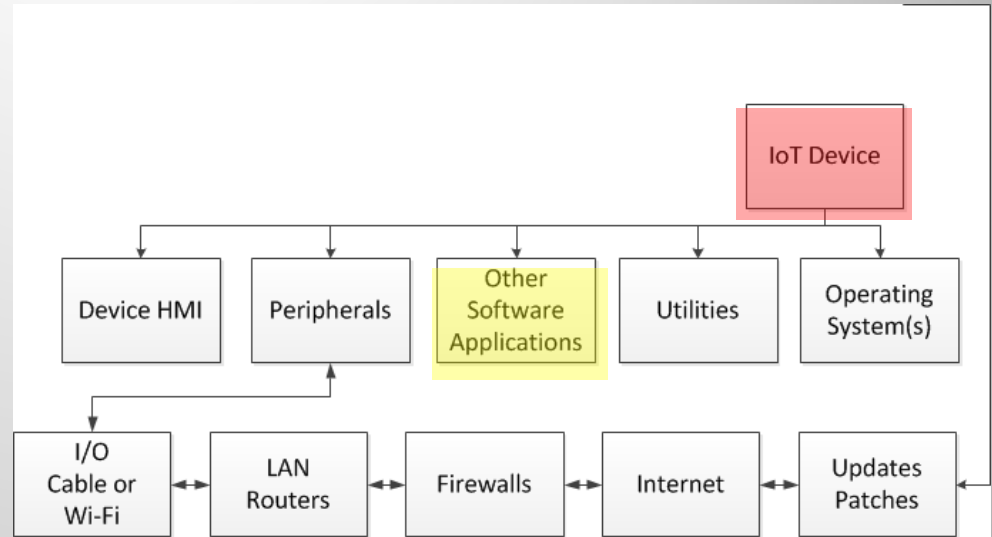 IoT Device
Device HMI
Peripherals
Other
Software
Applications
Utilities
Operating
System(s)
I/O
Cable or
Wi-Fi
LAN
Routers
Firewalls
Internet
Updates
Patches